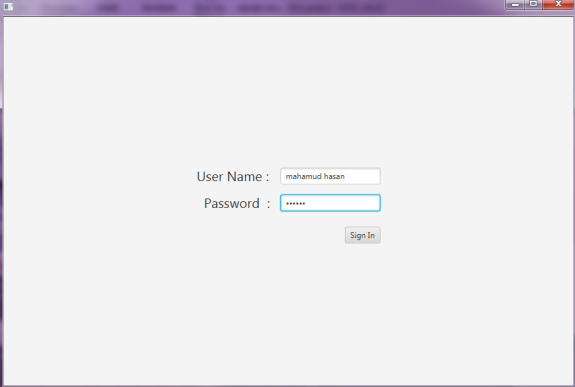 User Name : mahamud hasan
Password : ••••••
Sign In